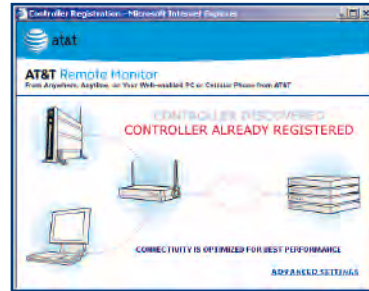 Controller Registration - Microsoft Internet Explorer
at&t
AT&T Remote Monitor
From Anywhere, Anytime, on Your Web-enabled PC or Cellular Phone from AT&T
CONTROLLER DISCOVERED
CONTROLLER ALREADY REGISTERED
CONNECTIVITY IS OPTIMIZED FOR BEST PERFORMANCE
ADVANCED SETTINGS